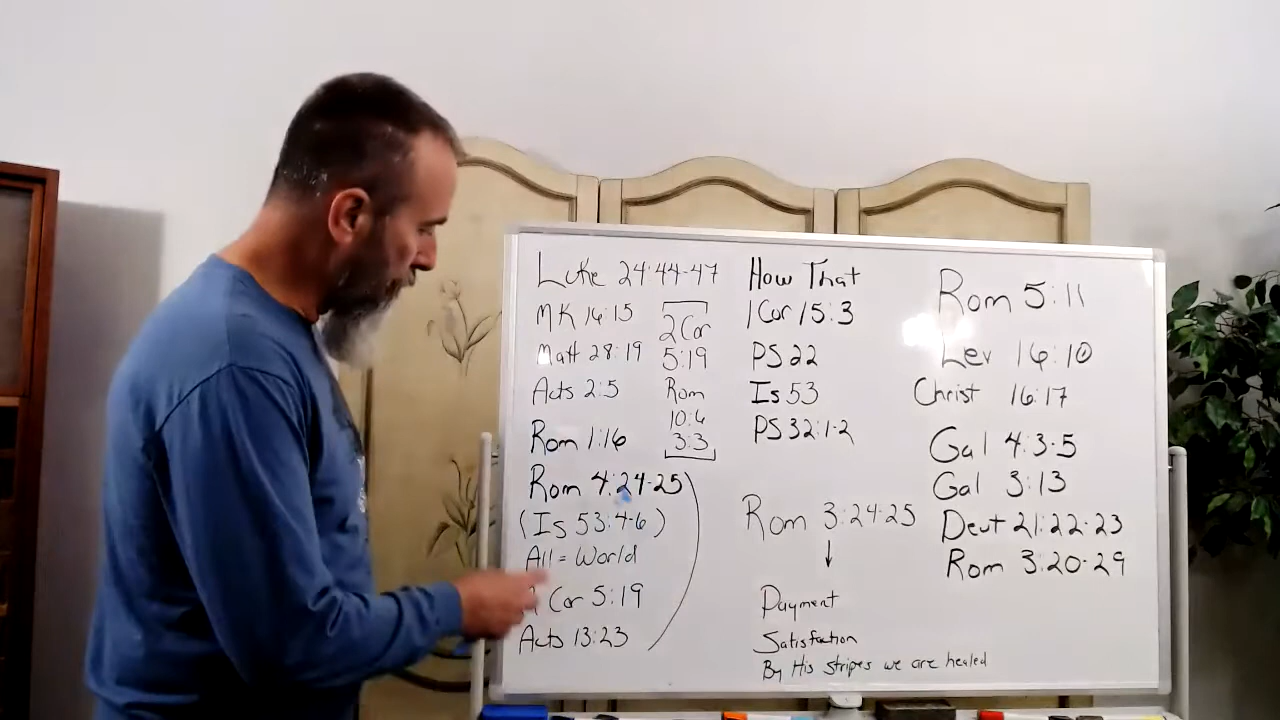 Luke 24:44-47
MK 16:15
Matt 28:19
Acts 2:5
Rom 1:16
Rom 4:24-25
(Is 53:4-6)
All = World
Cor 5:19
Acts 13:23
2 Cor
5:19
Rom
10:6
3:3
How That
1 Cor 15:3
PS 22
Is 53
PS 32:1-2
Rom 3:24-25
↓
Payment
Satisfaction
By His stripes we are healed
Rom 5:11
Lev 16:10
Christ 16:17
Gal 4:3-5
Gal 3:13
Deut 21:22-23
Rom 3:20-29